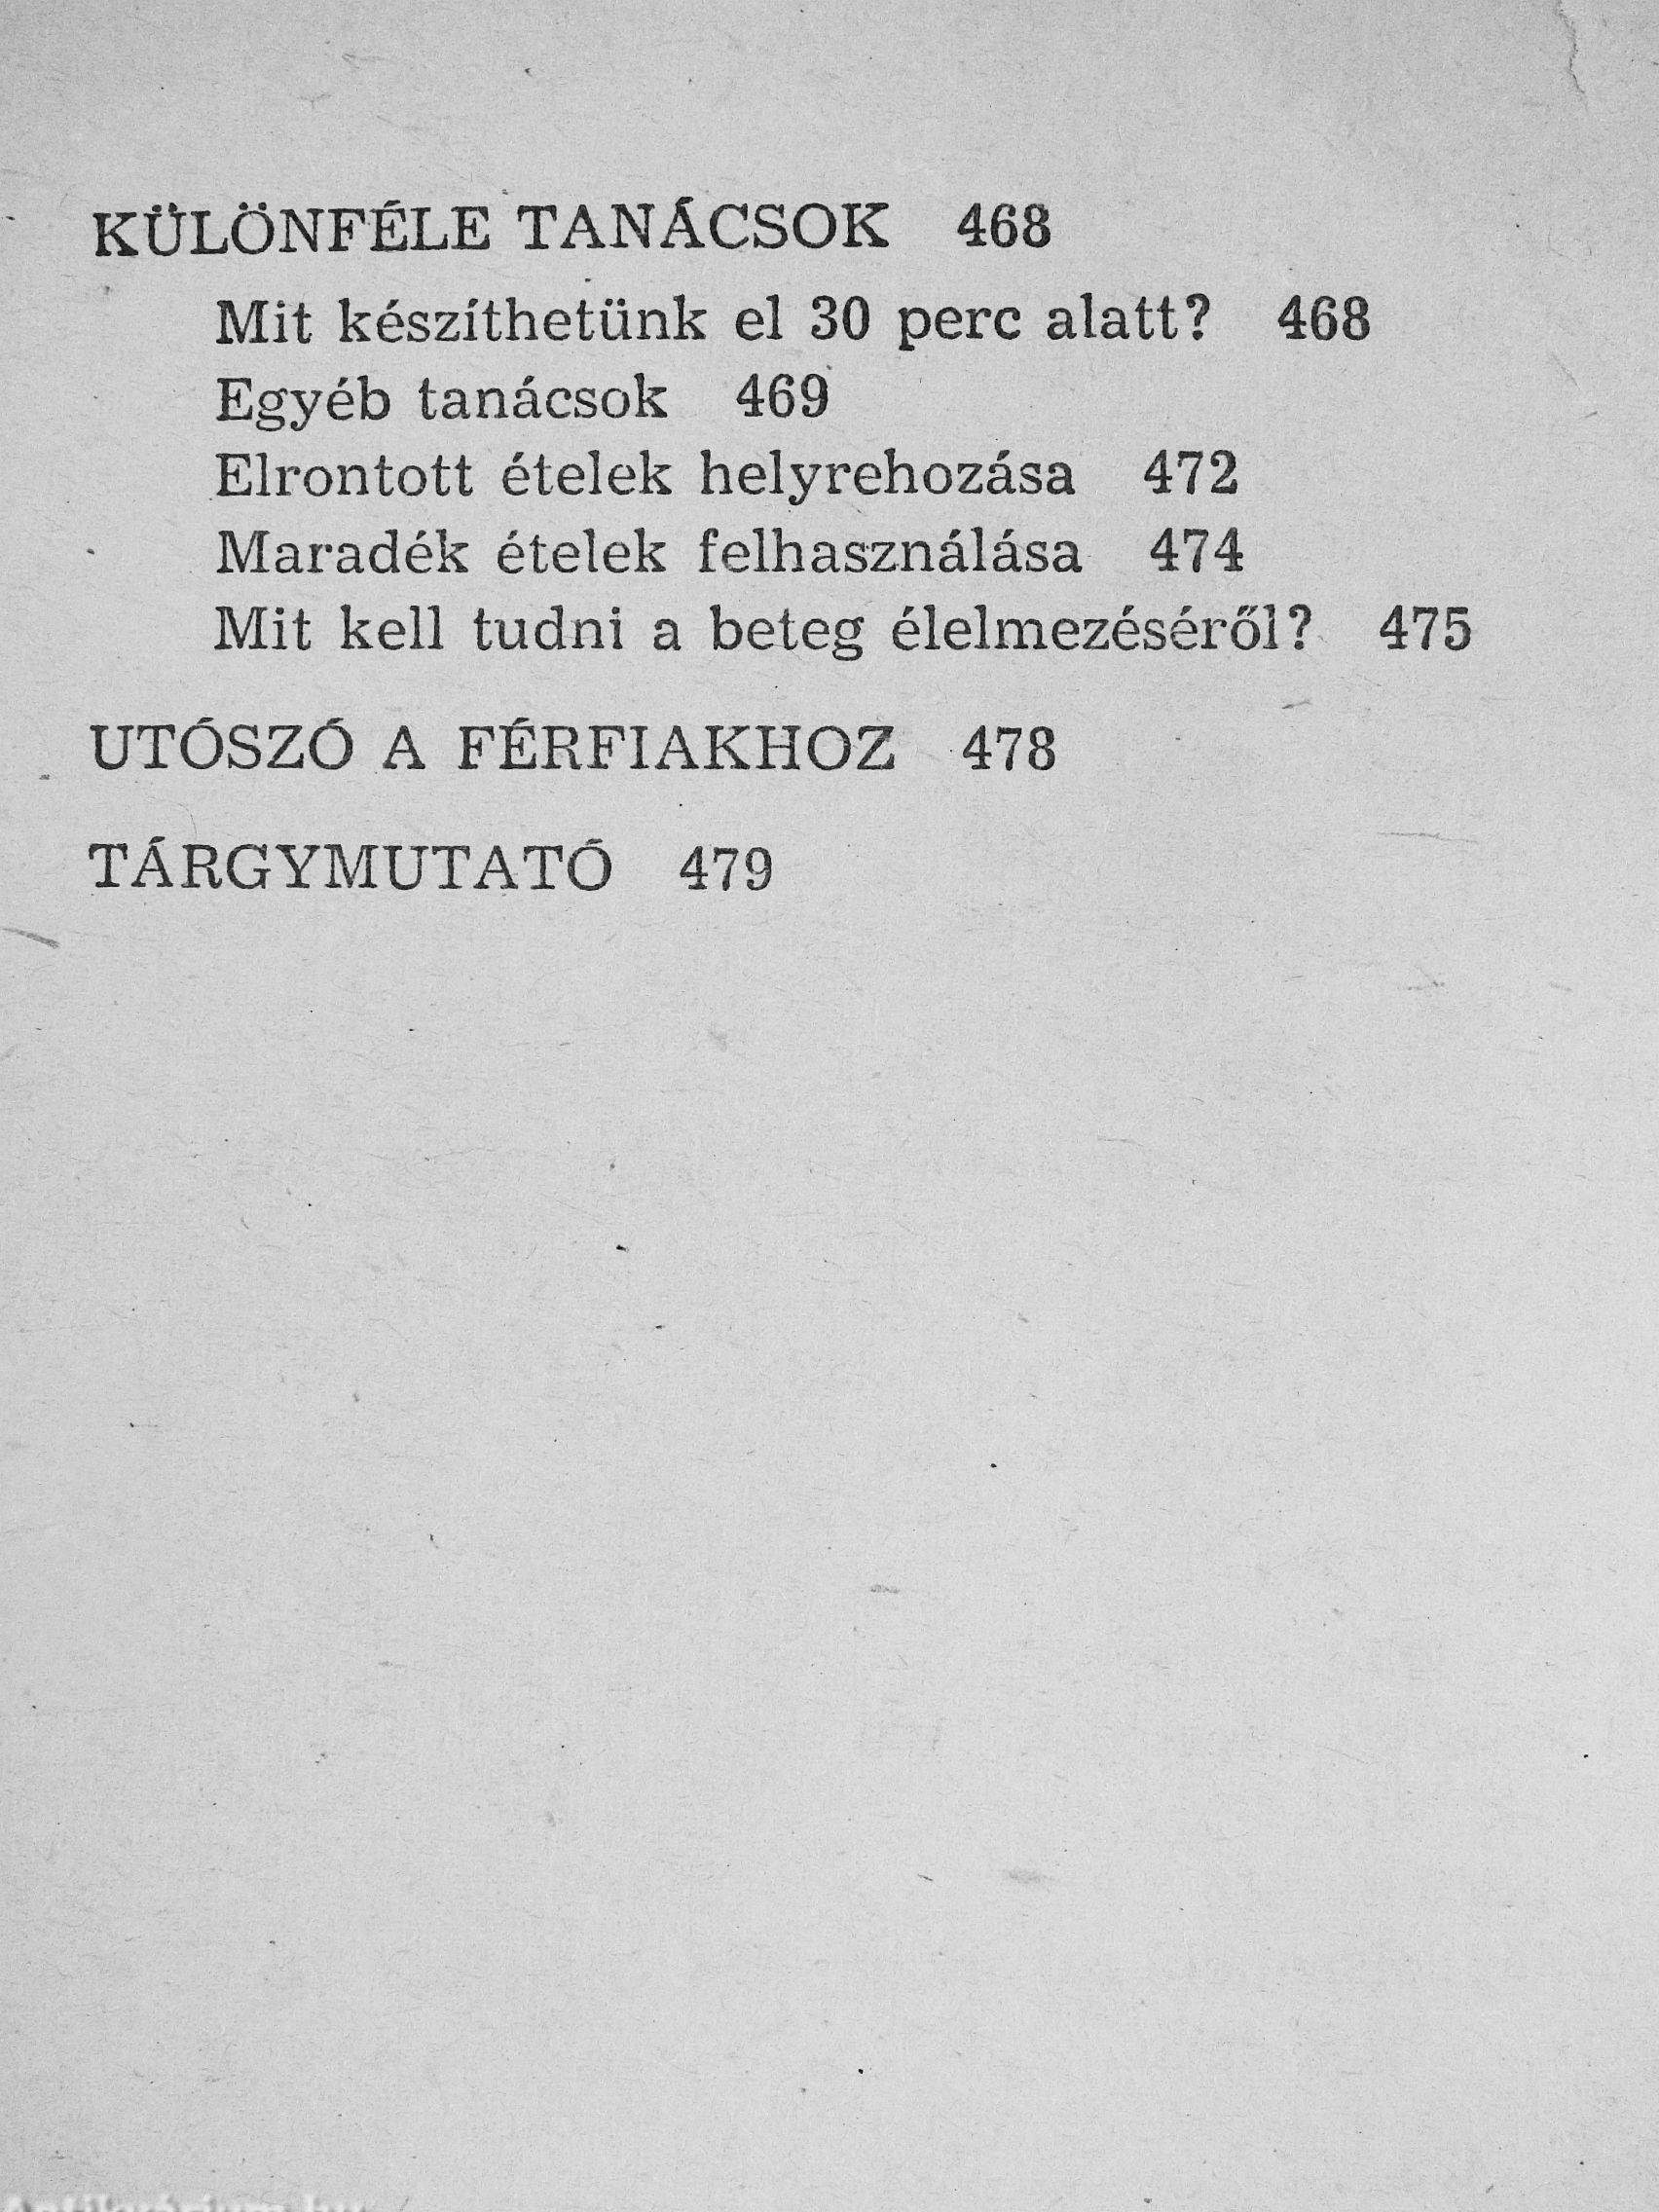 KÜLÖNFÉLE TANÁCSOK 468
Mit készíthetünk el 30 perc alatt? 468
Egyéb tanácsok 469
Elrontott ételek helyrehozása 472
Maradék ételek felhasználása 474
Mit kell tudni a beteg élelmezéséről? 475
UTÓSZÓ A FÉRFIAKHOZ 478
TÁRGYMUTATÓ 479